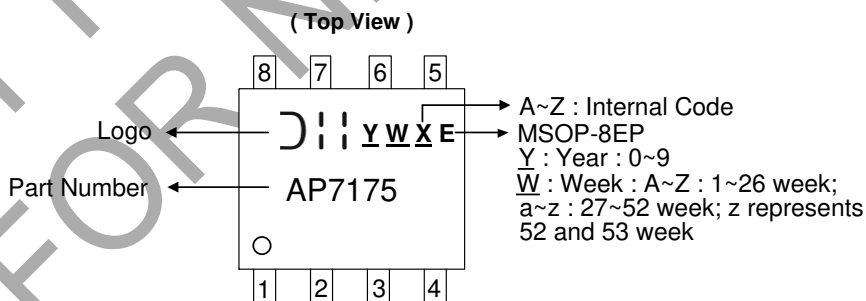 ( Top View )
8 7 6 5
Logo
Y W X E
A~Z : Internal Code
MSOP-8EP
Part Number
AP7175
Y : Year : 0~9
W : Week : A~Z : 1~26 week;
a~z : 27~52 week; z represents
52 and 53 week
1 2 3 4
FOR